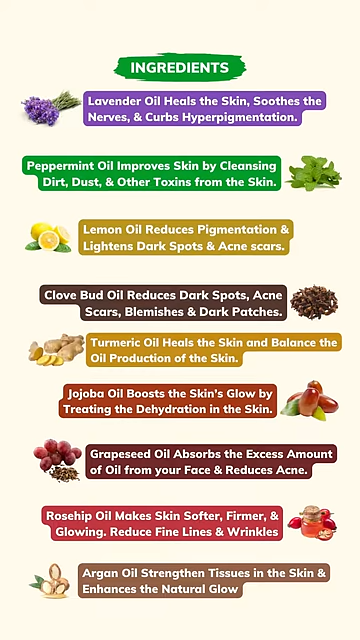 INGREDIENTS
Lavender Oil Heals the Skin, Soothes the
Nerves, & Curbs Hyperpigmentation.
Peppermint Oil Improves Skin by Cleansing
Dirt, Dust, & Other Toxins from the Skin.
Lemon Oil Reduces Pigmentation &
Lightens Dark Spots & Acne scars.
Clove Bud Oil Reduces Dark Spots, Acne
Scars, Blemishes & Dark Patches.
Turmeric Oil Heals the Skin and Balance the
Oil Production of the Skin.
Jojoba Oil Boosts the Skin's Glow by
Treating the Dehydration in the Skin.
Grapeseed Oil Absorbs the Excess Amount
of Oil from your Face & Reduces Acne.
Rosehip Oil Makes Skin Softer, Firmer, &
Glowing. Reduce Fine Lines & Wrinkles
Argan Oil Strengthen Tissues in the Skin &
Enhances the Natural Glow